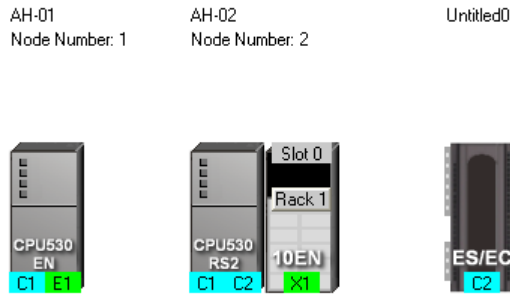 AH-01
Node Number: 1
AH-02
Node Number: 2
Untitled0
CPU530
EN
C1 E1
CPU530
RS2
C1 C2
Slot 0
Rack 1
10EN
X1
ES/EC
C2